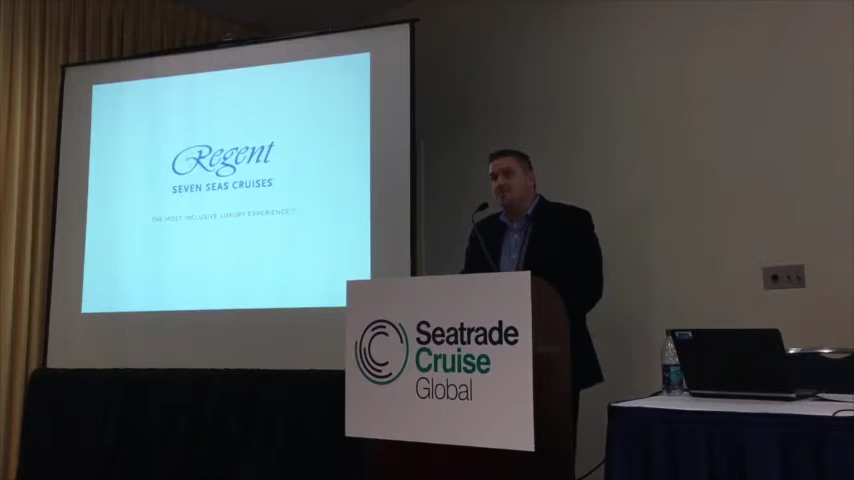 Regent
SEVEN SEAS CRUISES
THE MOST INCLUSIVE LUXURY EXPERIENCE
Seatrade
Cruise
Global